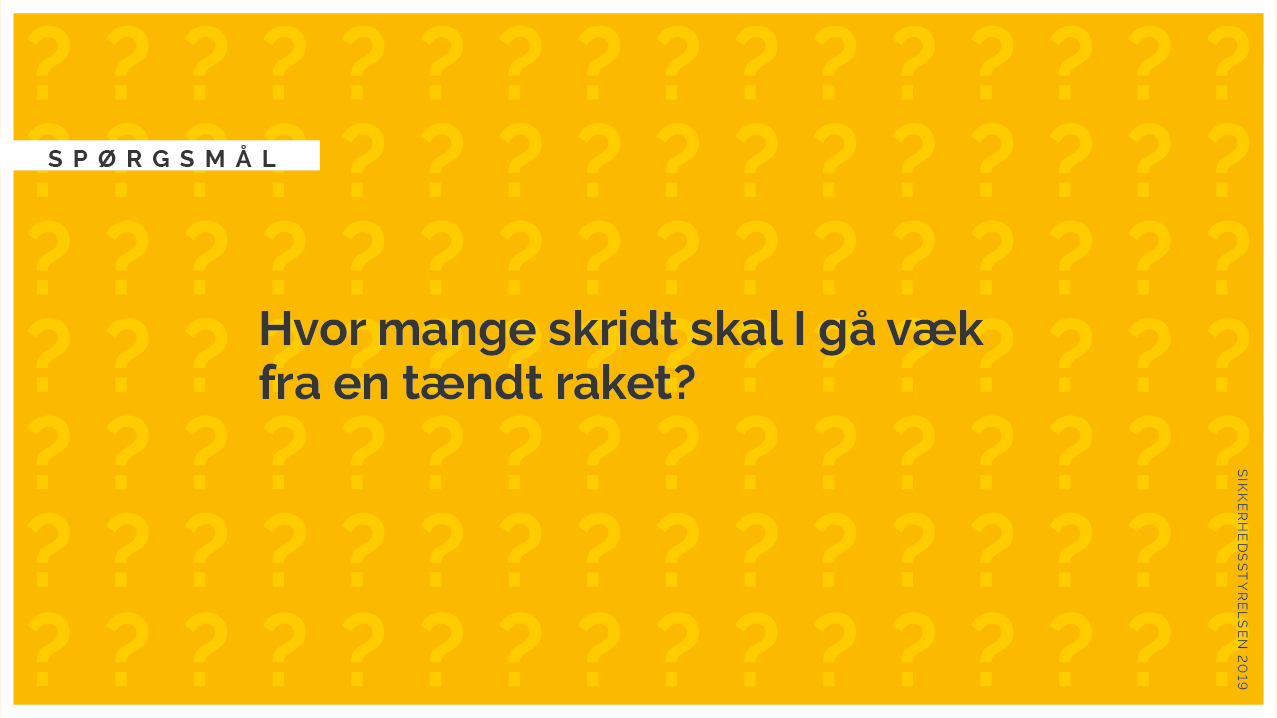 SPØRGSMÅL
Hvor mange skridt skal I gå væk
fra en tændt raket?
SIKKERHEDSSTYRELSEN 2019